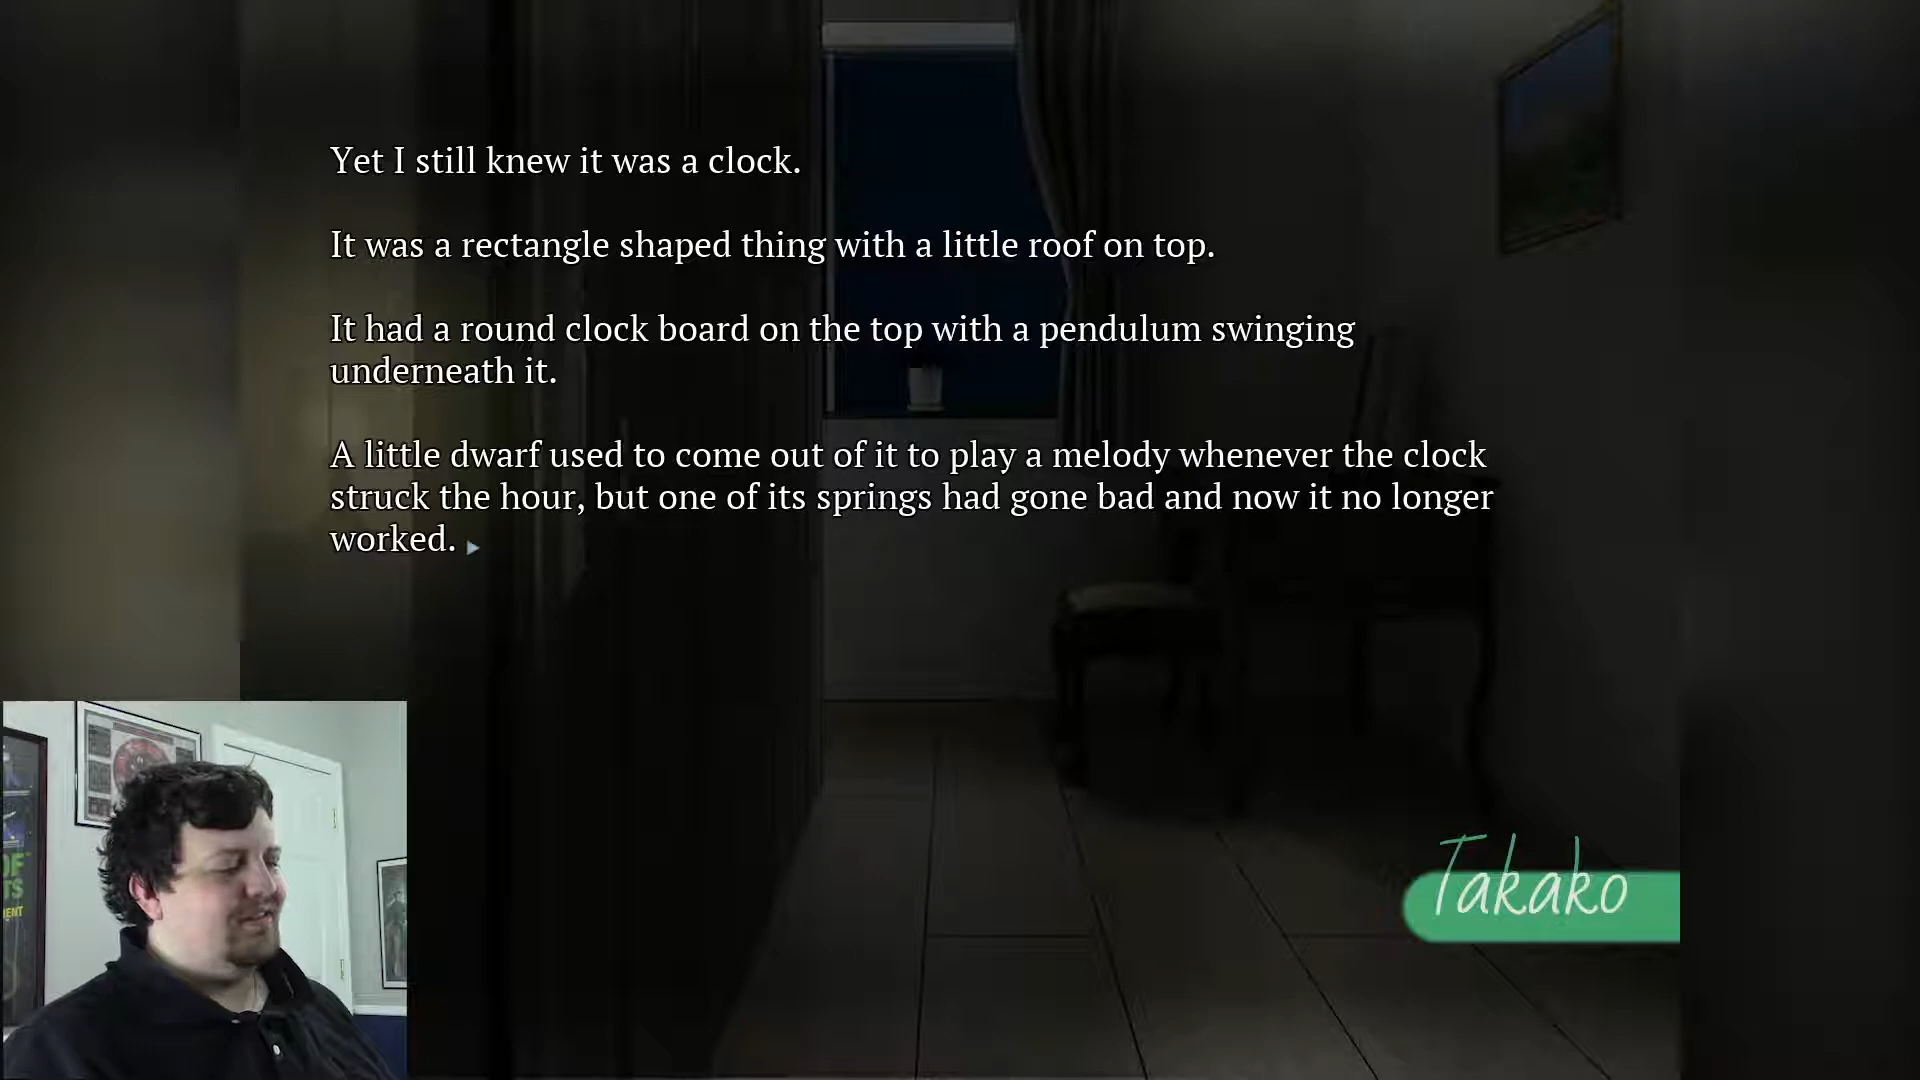 Yet I still knew it was a clock.
It was a rectangle shaped thing with a little roof on top.
It had a round clock board on the top with a pendulum swinging
underneath it.
A little dwarf used to come out of it to play a melody whenever the clock
struck the hour, but one of its springs had gone bad and now it no longer
worked.
Takako